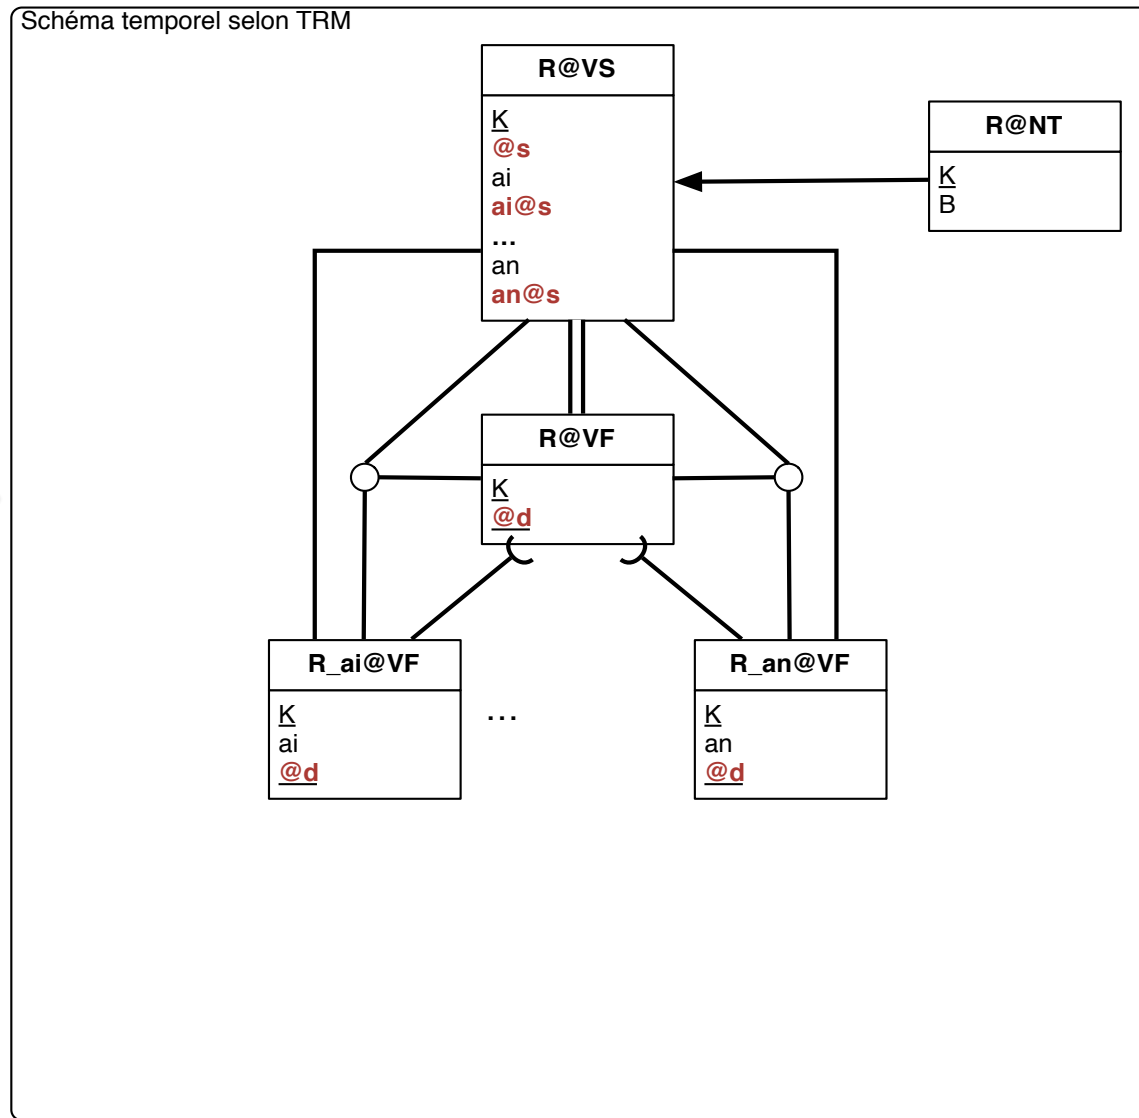 Schéma temporel selon TRM
R@VS
K
@s
ai
ai@s
...
an
an@s
R@NT
K
B
R@VF
K
@d
R_ai@VF
K
ai
@d
...
R_an@VF
K
an
@d